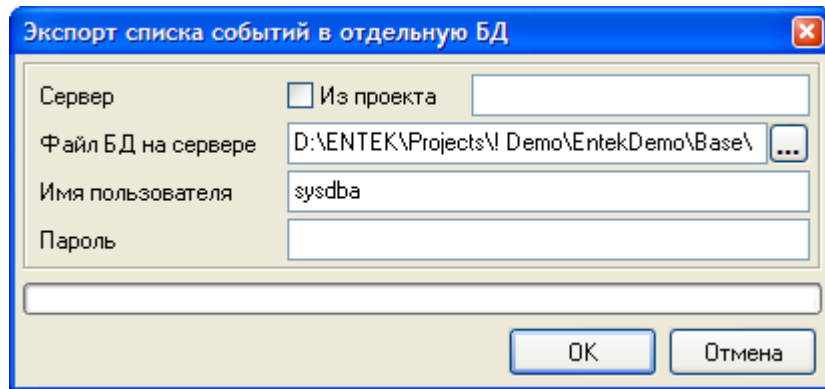 Экспорт списка событий в отдельную БД
Сервер Из проекта
Файл БД на сервере D:\ENTEK\Projects\! Demo\EntekDemo\Base\ ...
Имя пользователя sysdba
Пароль
OK Отмена